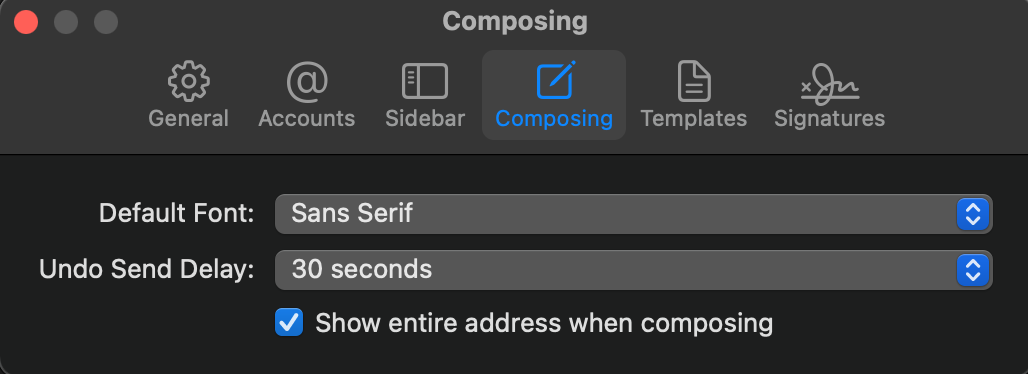 Composing
General Accounts Sidebar Composing Templates Signatures
Default Font: Sans Serif
Undo Send Delay: 30 seconds
Show entire address when composing